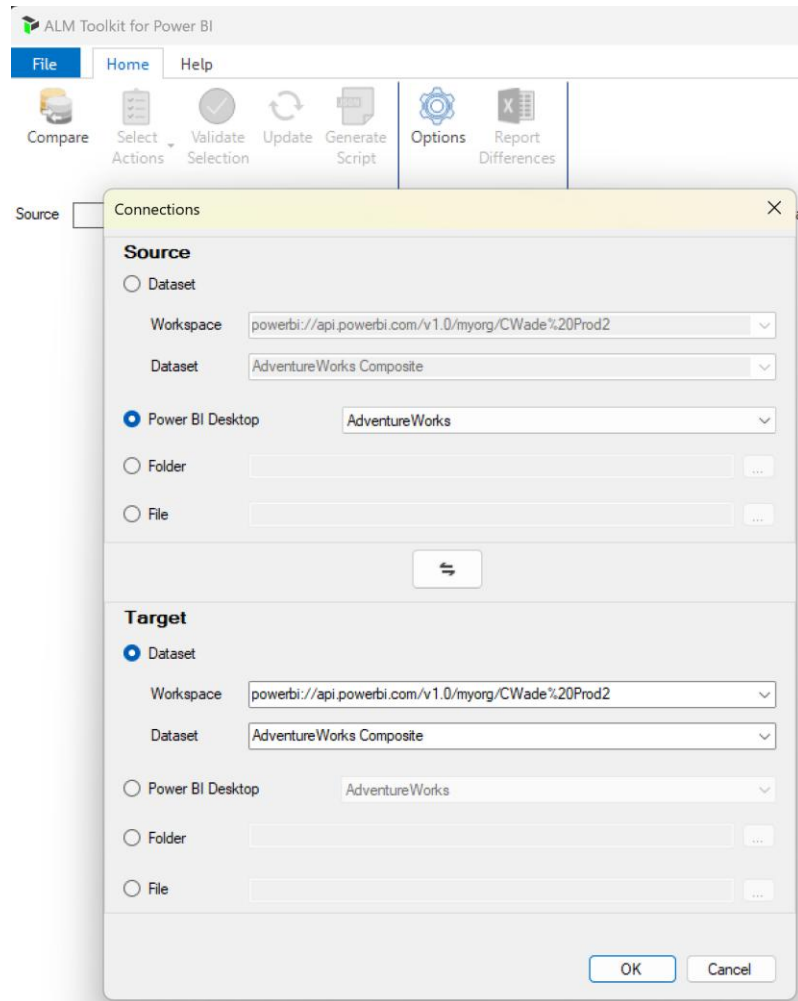 ALM Toolkit for Power BI
File Home Help
Compare Select Actions Validate Selection Update Generate Script Options Report Differences
Source
Connections
Source
Dataset
Workspace powerbi://api.powerbi.com/v1.0/myorg/CWade%20Prod2
Dataset AdventureWorks Composite
Power BI Desktop AdventureWorks
Folder ...
File ...
Target
Dataset
Workspace powerbi://api.powerbi.com/v1.0/myorg/CWade%20Prod2
Dataset AdventureWorks Composite
Power BI Desktop AdventureWorks
Folder ...
File ...
OK Cancel